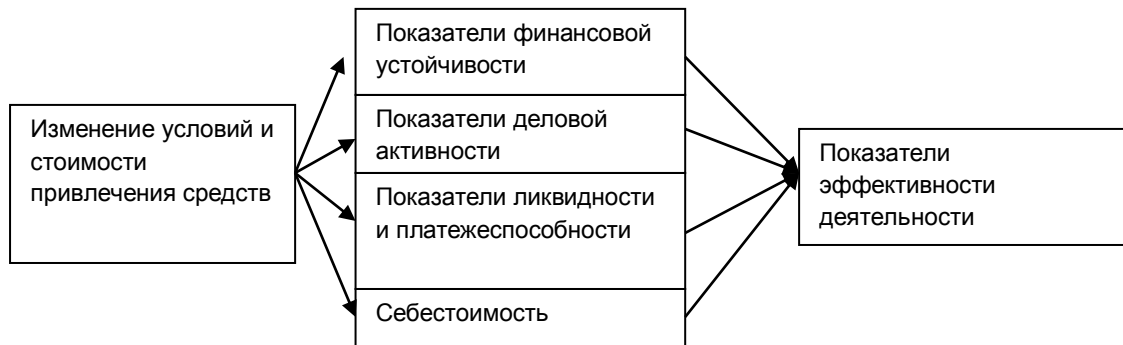 Изменение условий и
стоимости
привлечения средств
Показатели финансовой
устойчивости
Показатели деловой
активности
Показатели ликвидности
и платежеспособности
Себестоимость
Показатели
эффективности
деятельности